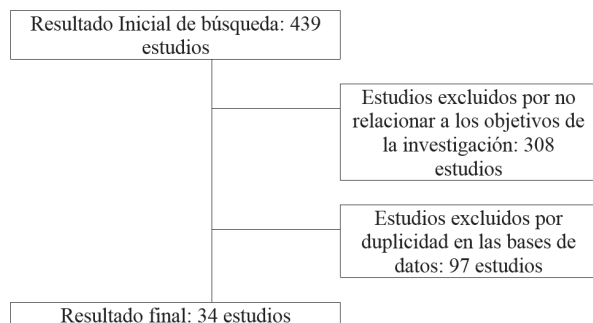 Resultado Inicial de búsqueda: 439
estudios
Estudios excluidos por no
relacionar a los objetivos de
la investigación: 308
estudios
Estudios excluidos por
duplicidad en las bases de
datos: 97 estudios
Resultado final: 34 estudios